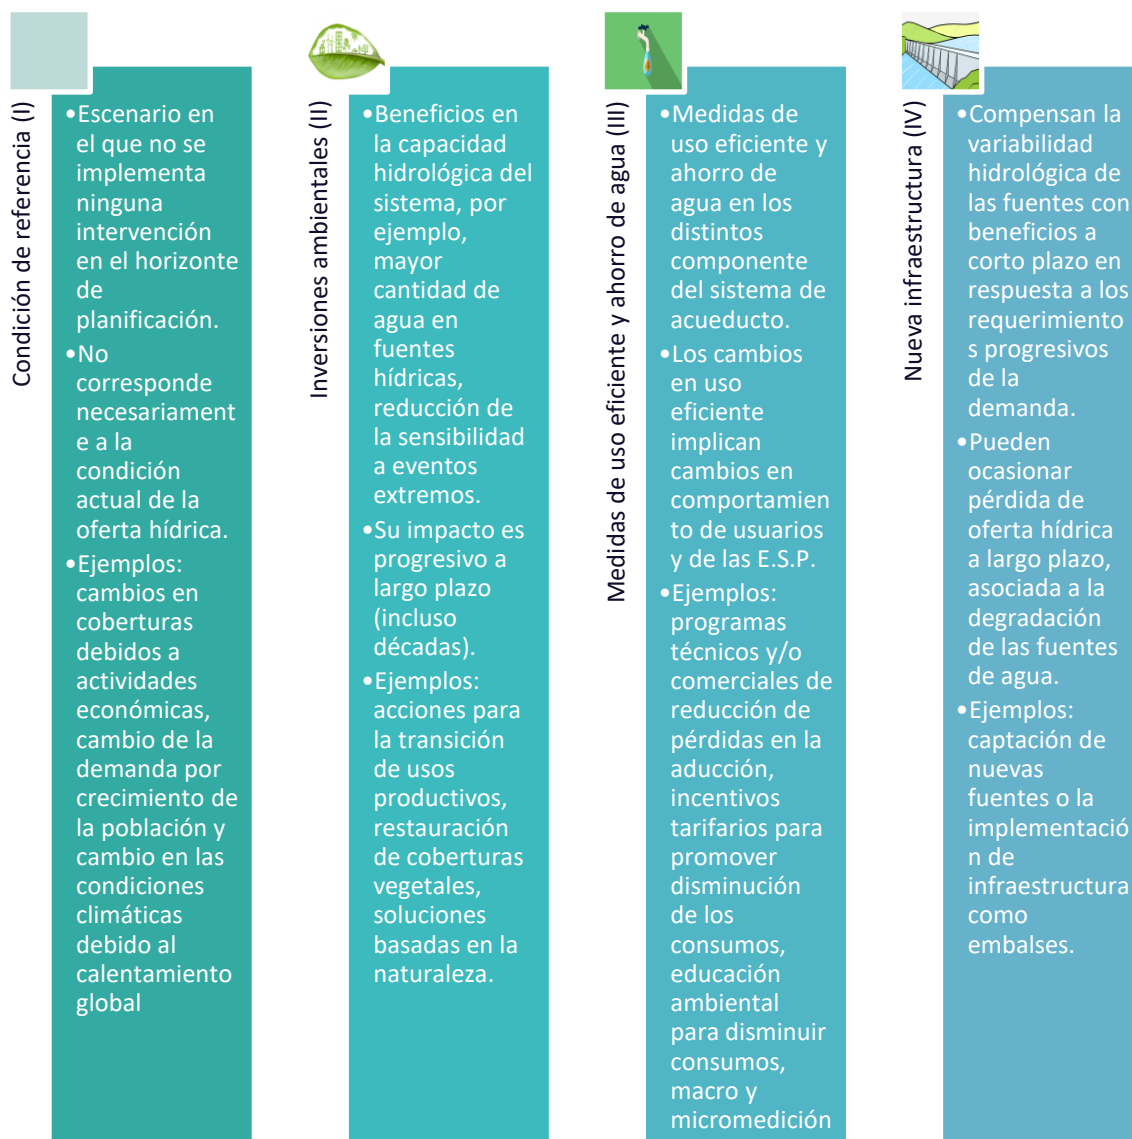 Condición de referencia (I)
•Escenario en
el que no se
implementa
ninguna
intervención
en el horizonte
de
planificación.
•No
corresponde
necesariament
e a la
condición
actual de la
oferta hídrica.
•Ejemplos:
cambios en
coberturas
debidos a
actividades
económicas,
cambio de la
demanda por
crecimiento de
la población y
cambio en las
condiciones
climáticas
debido al
calentamiento
global
Inversiones ambientales (II)
•Beneficios en
la capacidad
hidrológica del
sistema, por
ejemplo,
mayor
cantidad de
agua en
fuentes
hídricas,
reducción de
la sensibilidad
a eventos
extremos.
•Su impacto es
progresivo a
largo plazo
(incluso
décadas).
•Ejemplos:
acciones para
la transición
de usos
productivos,
restauración
de coberturas
vegetales,
soluciones
basadas en la
naturaleza.
Medidas de uso eficiente y ahorro de agua (III)
•Medidas de
uso eficiente y
ahorro de
agua en los
distintos
componente
del sistema de
acueducto.
•Los cambios
en uso
eficiente
implican
cambios en
comportamien
to de usuarios
y de las E.S.P.
•Ejemplos:
programas
técnicos y/o
comerciales de
reducción de
pérdidas en la
aducción,
incentivos
tarifarios para
promover
disminución
de los
consumos,
educación
ambiental
para disminuir
consumos,
macro y
micromedición
Nueva infraestructura (IV)
•Compensan la
variabilidad
hidrológica de
las fuentes con
beneficios a
corto plazo en
respuesta a los
requerimiento
s progresivos
de la
demanda.
•Pueden
ocasionar
pérdida de
oferta hídrica
a largo plazo,
asociada a la
degradación
de las fuentes
de agua.
•Ejemplos:
captación de
nuevas
fuentes o la
implementació
n de
infraestructura
como
embalses.